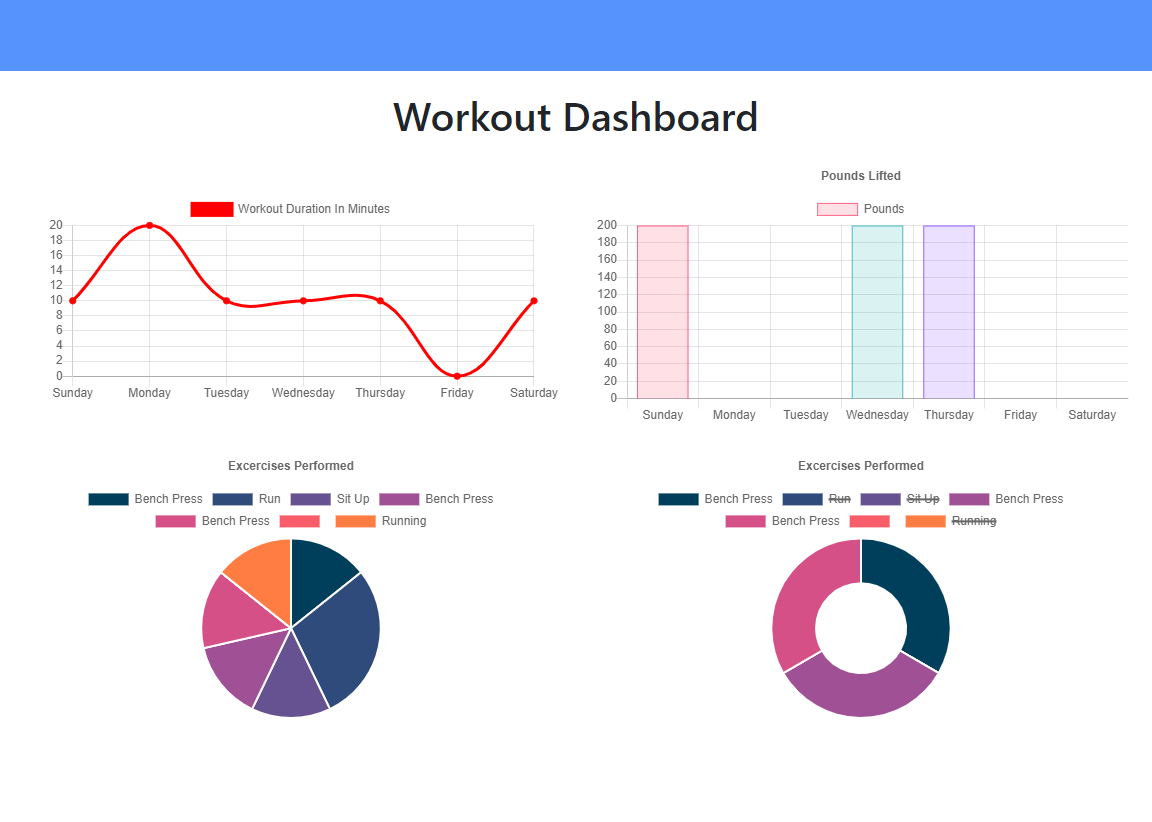 Workout Dashboard
Workout Duration In Minutes
20
18
16
14
12
10
8
6
4
2
0
Sunday Monday Tuesday Wednesday Thursday Friday Saturday
Pounds Lifted
Pounds
200
180
160
140
120
100
80
60
40
20
0
Sunday Monday Tuesday Wednesday Thursday Friday Saturday
Excercises Performed
Bench Press Run Sit Up Bench Press
Bench Press Running
Excercises Performed
Bench Press Run Sit Up Bench Press
Bench Press Running